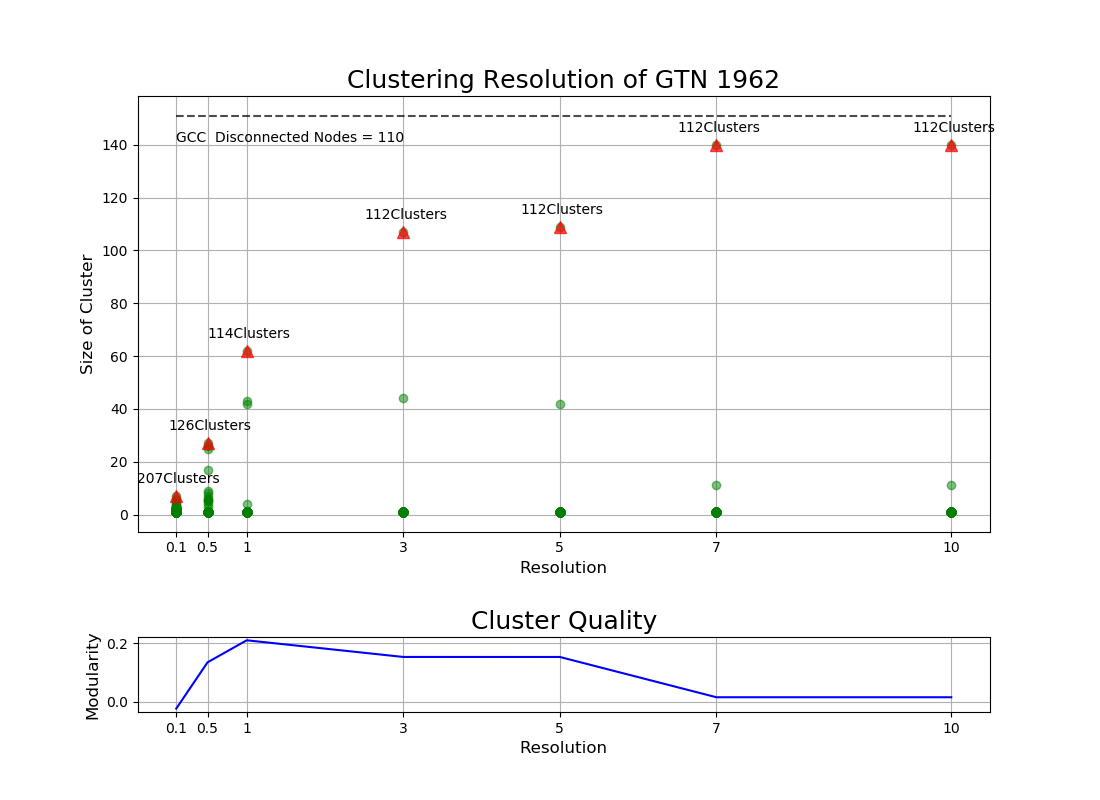 Clustering Resolution of GTN 1962
GCC  Disconnected Nodes = 110
112Clusters
112Clusters
112Clusters
112Clusters
114Clusters
126Clusters
207Clusters
Size of Cluster
140
120
100
80
60
40
20
0
0.1 0.5 1 3 5 7 10
Resolution
Cluster Quality
Modularity
0.2
0.0
0.1 0.5 1 3 5 7 10
Resolution